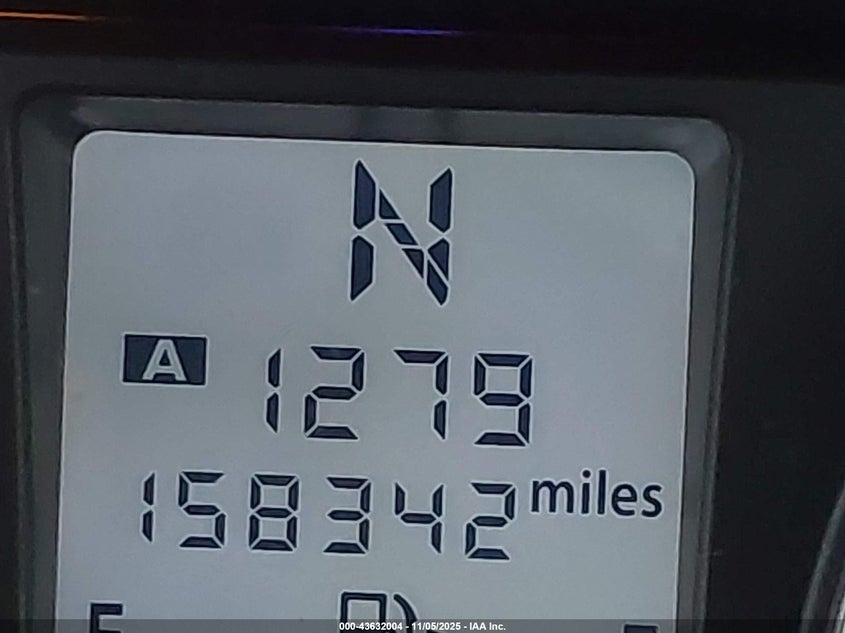 N
A 1279
158342 miles
F
000-43632004 - 11/05/2025 - IAA Inc.